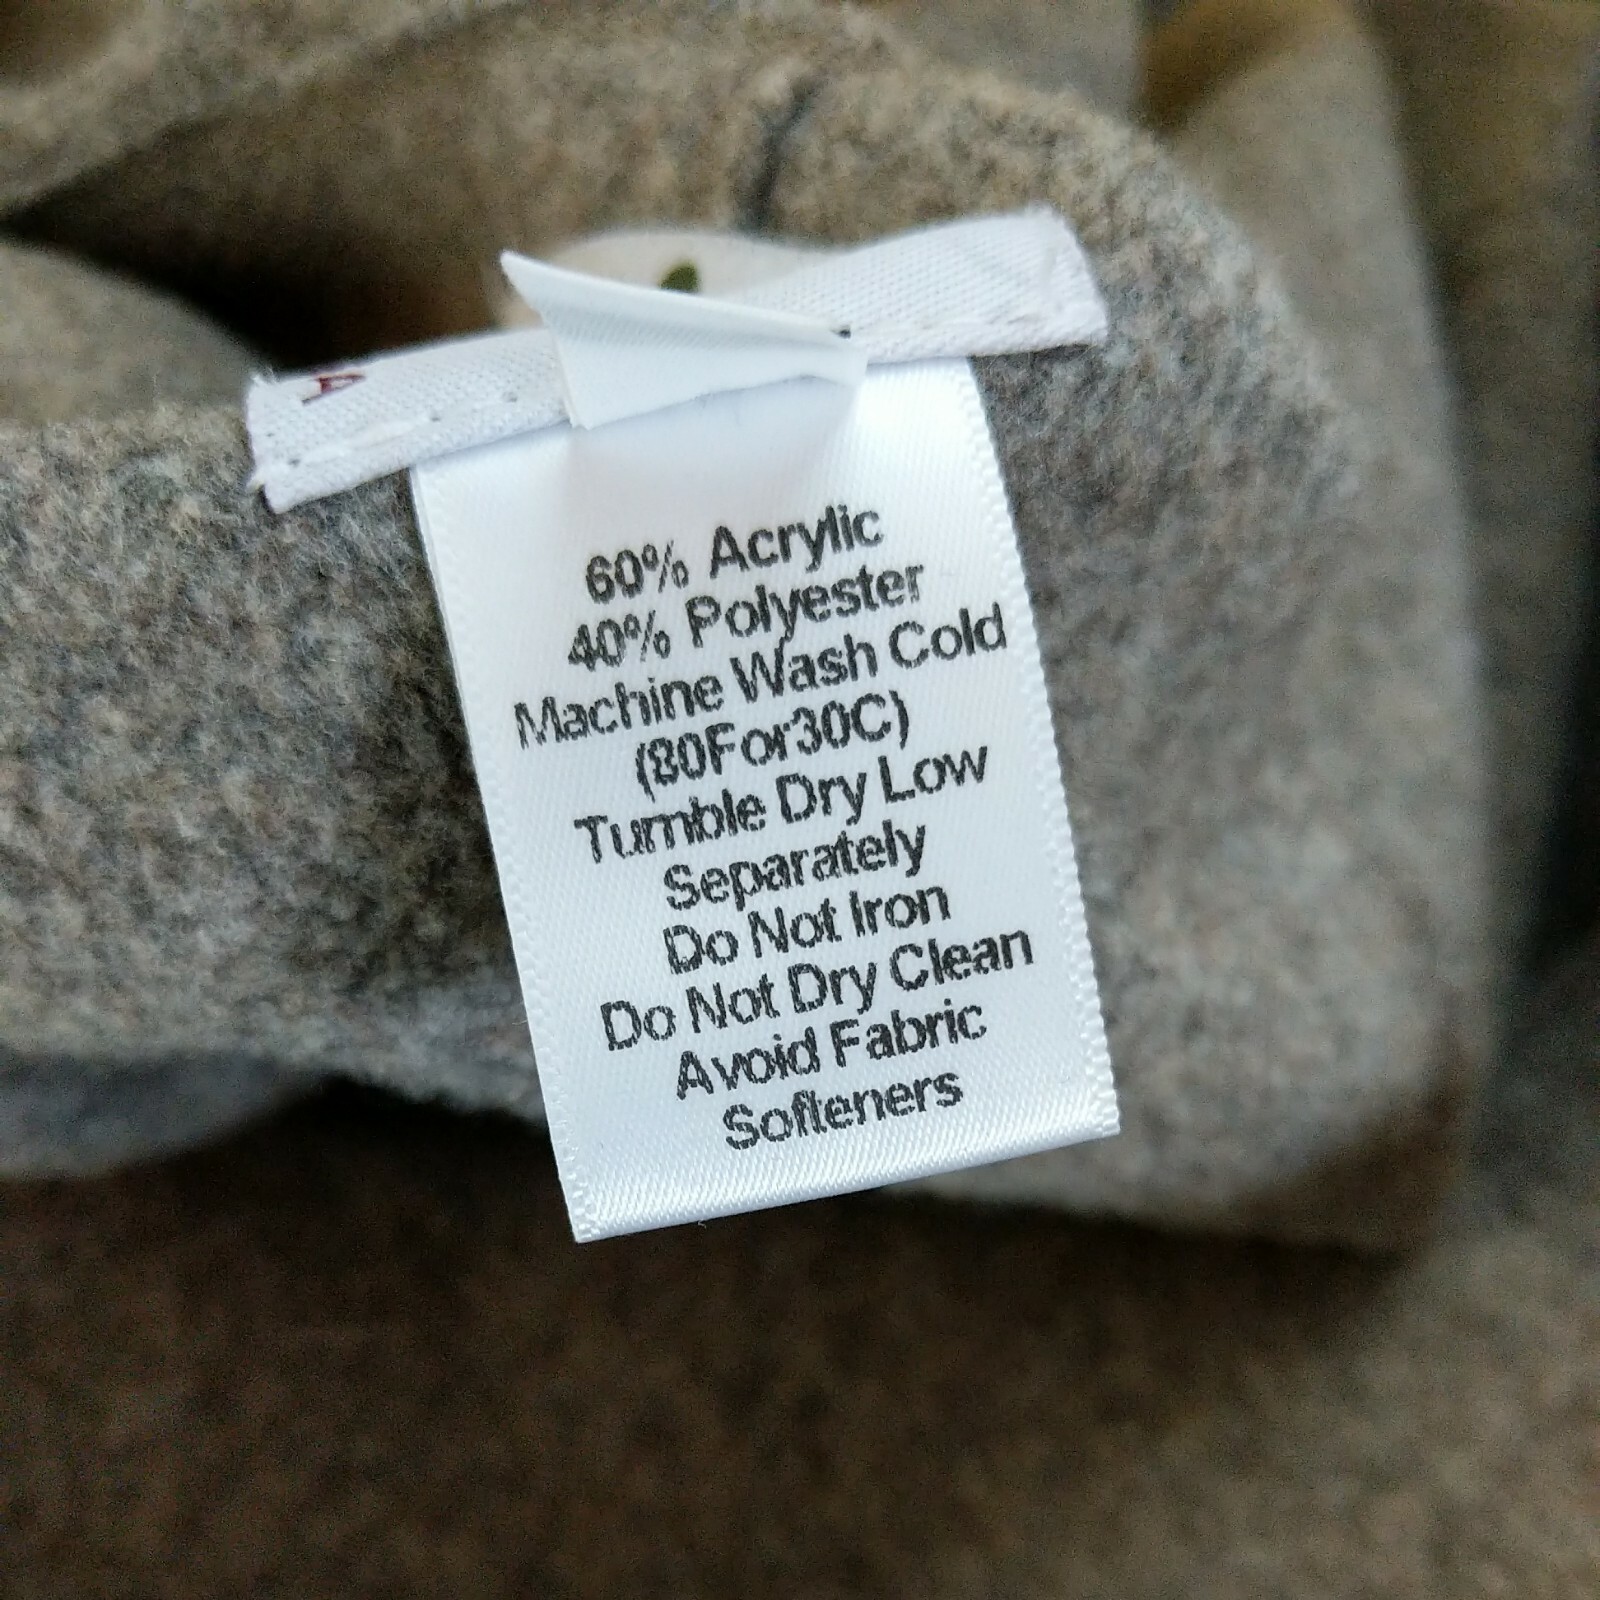 60% Acrylic
40% Polyester
Machine Wash Cold
(80For30C)
Tumble Dry Low
Separately
Do Not Iron
Do Not Dry Clean
Avoid Fabric
Softeners